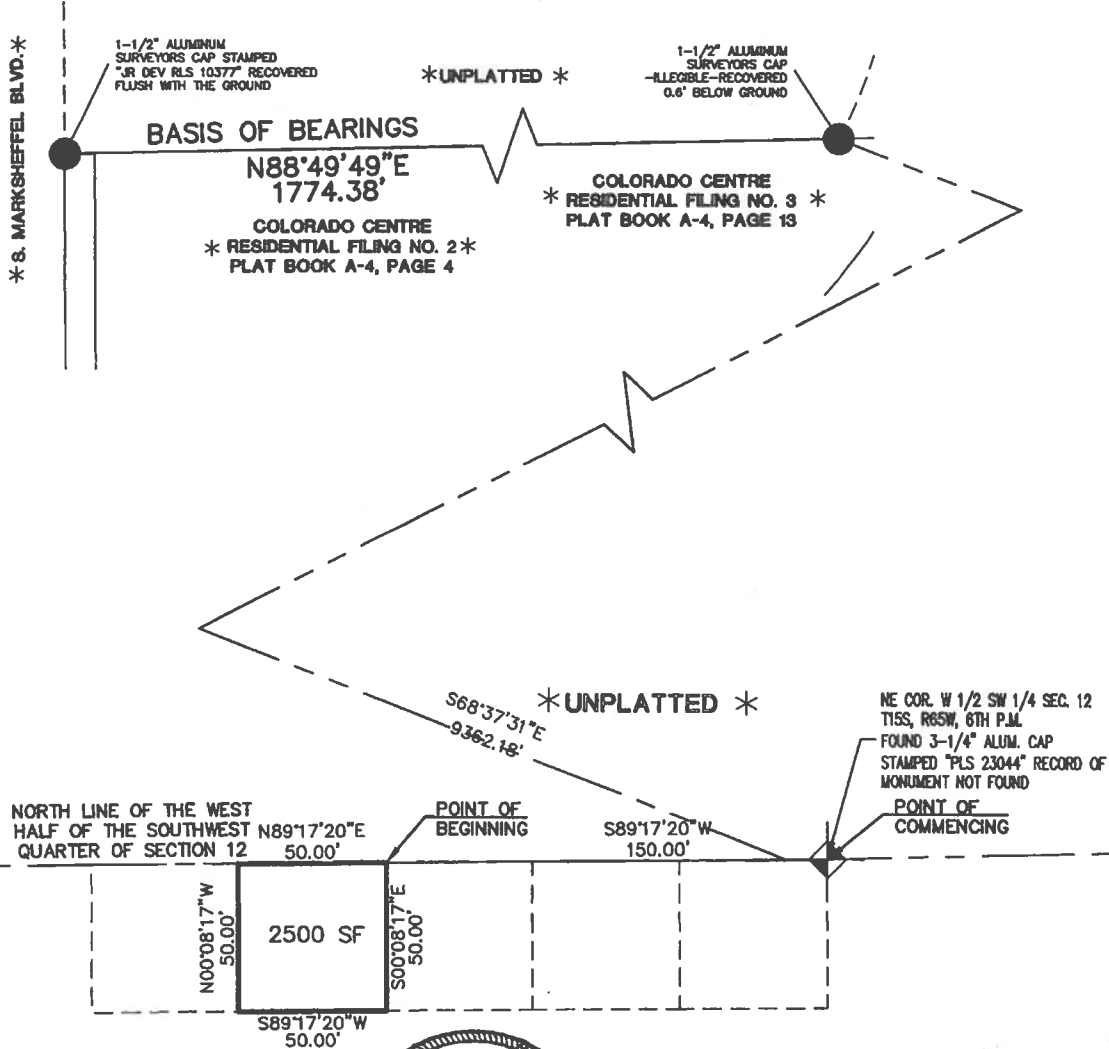 *S. MARKSHEFFEL BLVD.*
1-1/2" ALUMINUM
SURVEYORS CAP STAMPED
"JR DEV RLS 10377" RECOVERED
FLUSH WITH THE GROUND
*UNPLATTED*
1-1/2" ALUMINUM
SURVEYORS CAP
-ILLEGIBLE-RECOVERED
0.6' BELOW GROUND
BASIS OF BEARINGS
N88°49'49"E
1774.38'
COLORADO CENTRE
* RESIDENTIAL FILING NO. 2 *
PLAT BOOK A-4, PAGE 4
COLORADO CENTRE
* RESIDENTIAL FILING NO. 3 *
PLAT BOOK A-4, PAGE 13
S68°37'31"E
9362.18'
*UNPLATTED*
NE COR. W 1/2 SW 1/4 SEC. 12
T15S, R65W, 6TH P.M.
FOUND 3-1/4" ALUM. CAP
STAMPED "PLS 23044" RECORD OF
MONUMENT NOT FOUND
POINT OF
COMMENCING
NORTH LINE OF THE WEST
HALF OF THE SOUTHWEST
QUARTER OF SECTION 12
N89°17'20"E
50.00'
POINT OF
BEGINNING
S89°17'20"W
150.00'
N00°08'17"W
50.00'
2500 SF
S00°08'17"E
50.00'
S89°17'20"W
50.00'